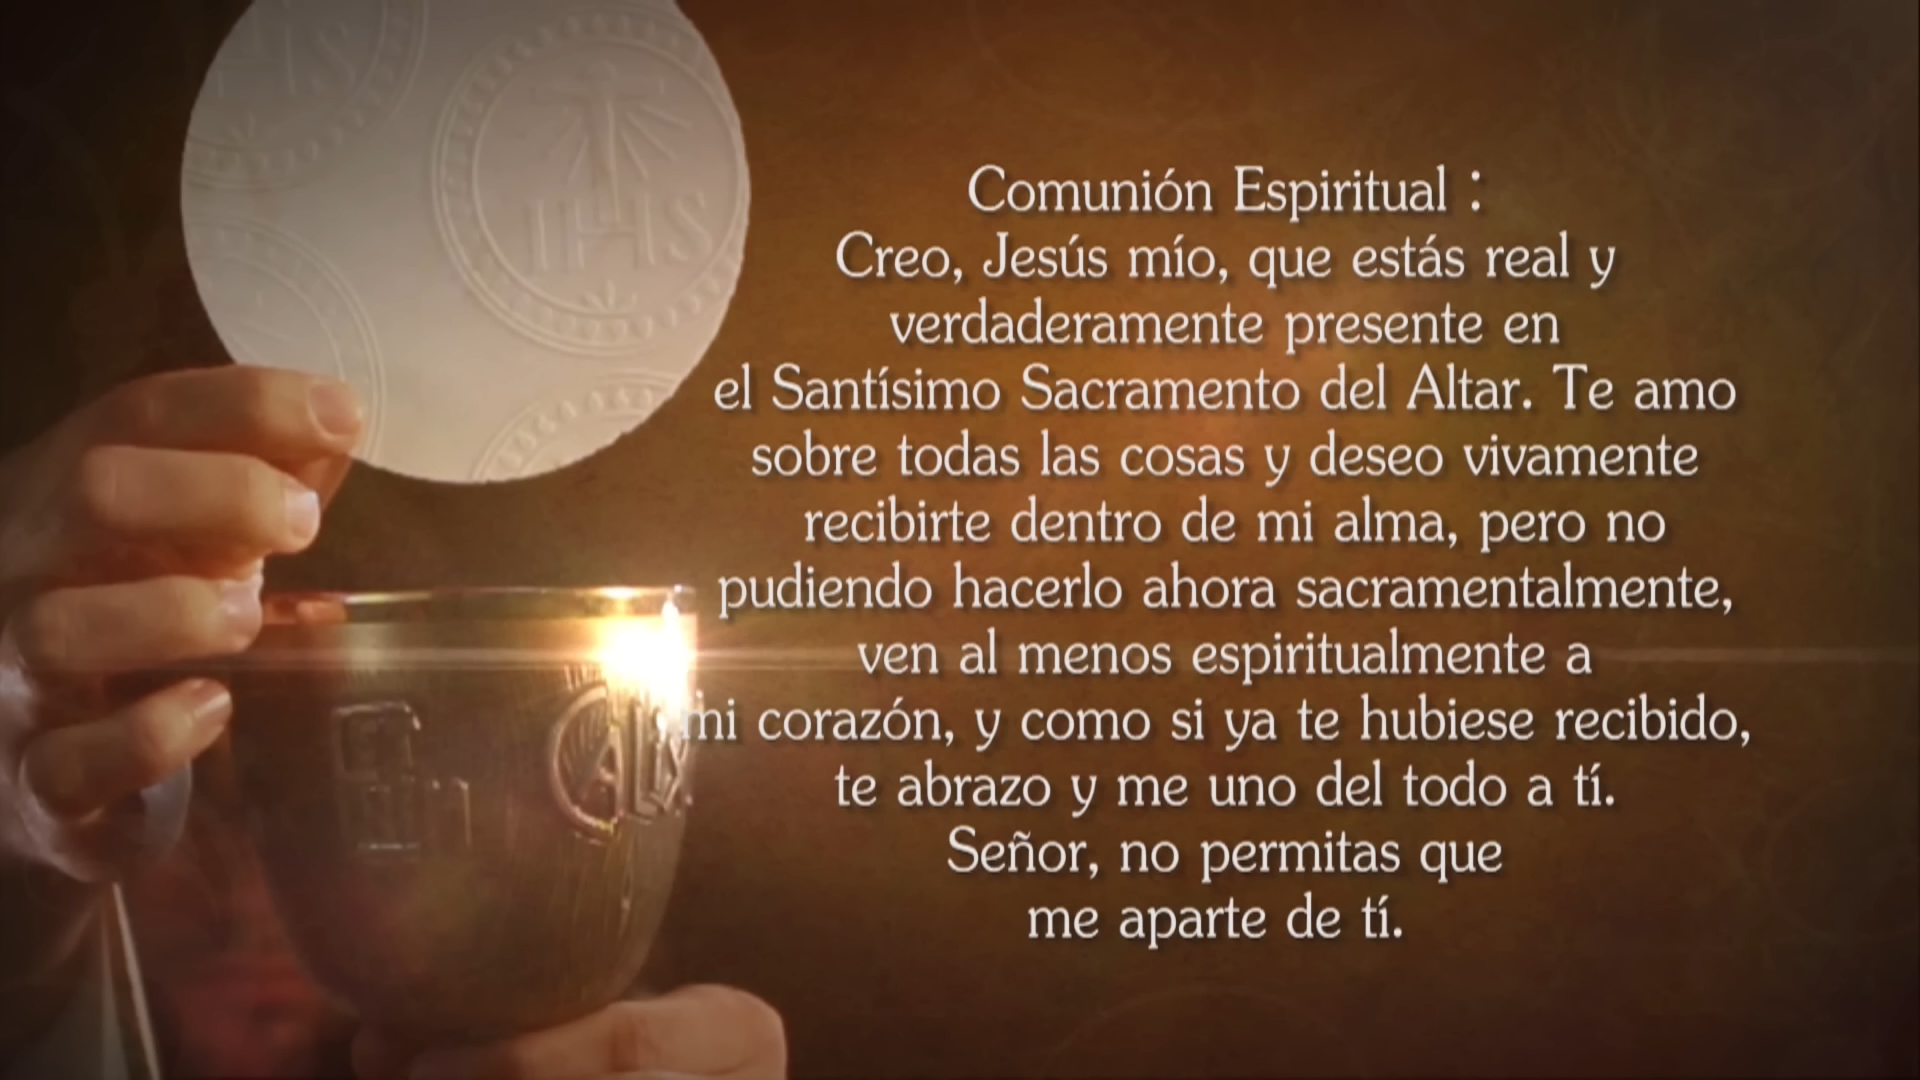 Comunión Espiritual :
Creo, Jesús mío, que estás real y
verdaderamente presente en
el Santísimo Sacramento del Altar. Te amo
sobre todas las cosas y deseo vivamente
recibirte dentro de mi alma, pero no
pudiendo hacerlo ahora sacramentalmente,
ven al menos espiritualmente a
mi corazón, y como si ya te hubiese recibido,
te abrazo y me uno del todo a tí.
Señor, no permitas que
me aparte de tí.
IHS